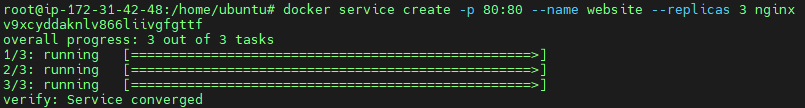 root@ip-172-31-42-48:/home/ubuntu# docker service create -p 80:80 --name website --replicas 3 nginx
v9xcyddaknlv866liivgfgttf
overall progress: 3 out of 3 tasks
1/3: running   [==================================================>]
2/3: running   [==================================================>]
3/3: running   [==================================================>]
verify: Service converged